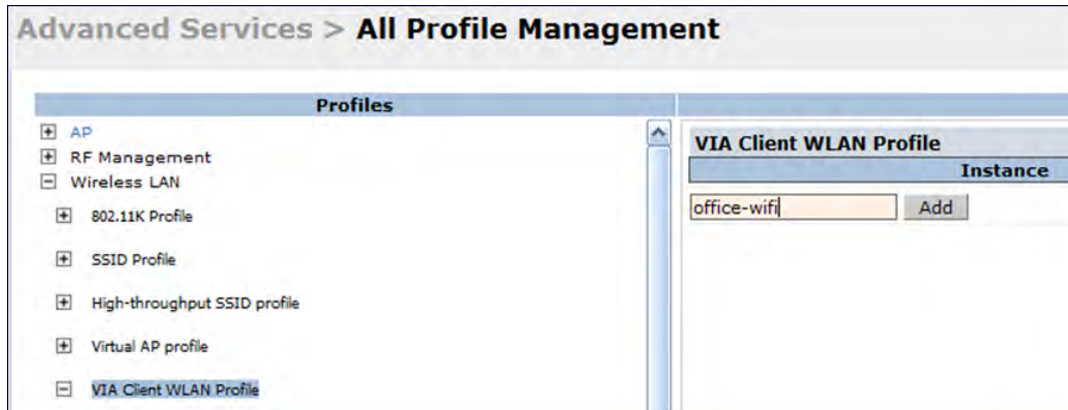 Advanced Services > All Profile Management
Profiles
AP
RF Management
Wireless LAN
802.11K Profile
SSID Profile
High-throughput SSID profile
Virtual AP profile
VIA Client WLAN Profile
VIA Client WLAN Profile
Instance
office-wifi Add